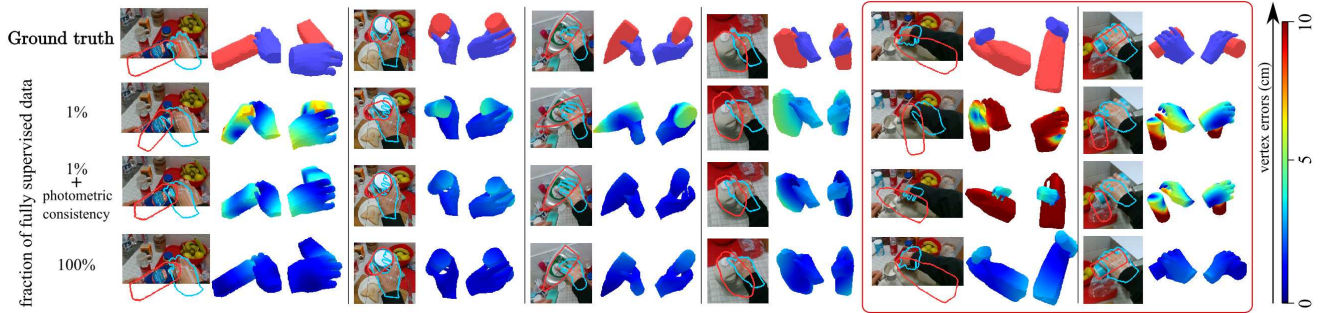 Ground truth
fraction of fully supervised data
1%
1%
+
photometric
consistency
100%
vertex errors (cm)
10
5
0